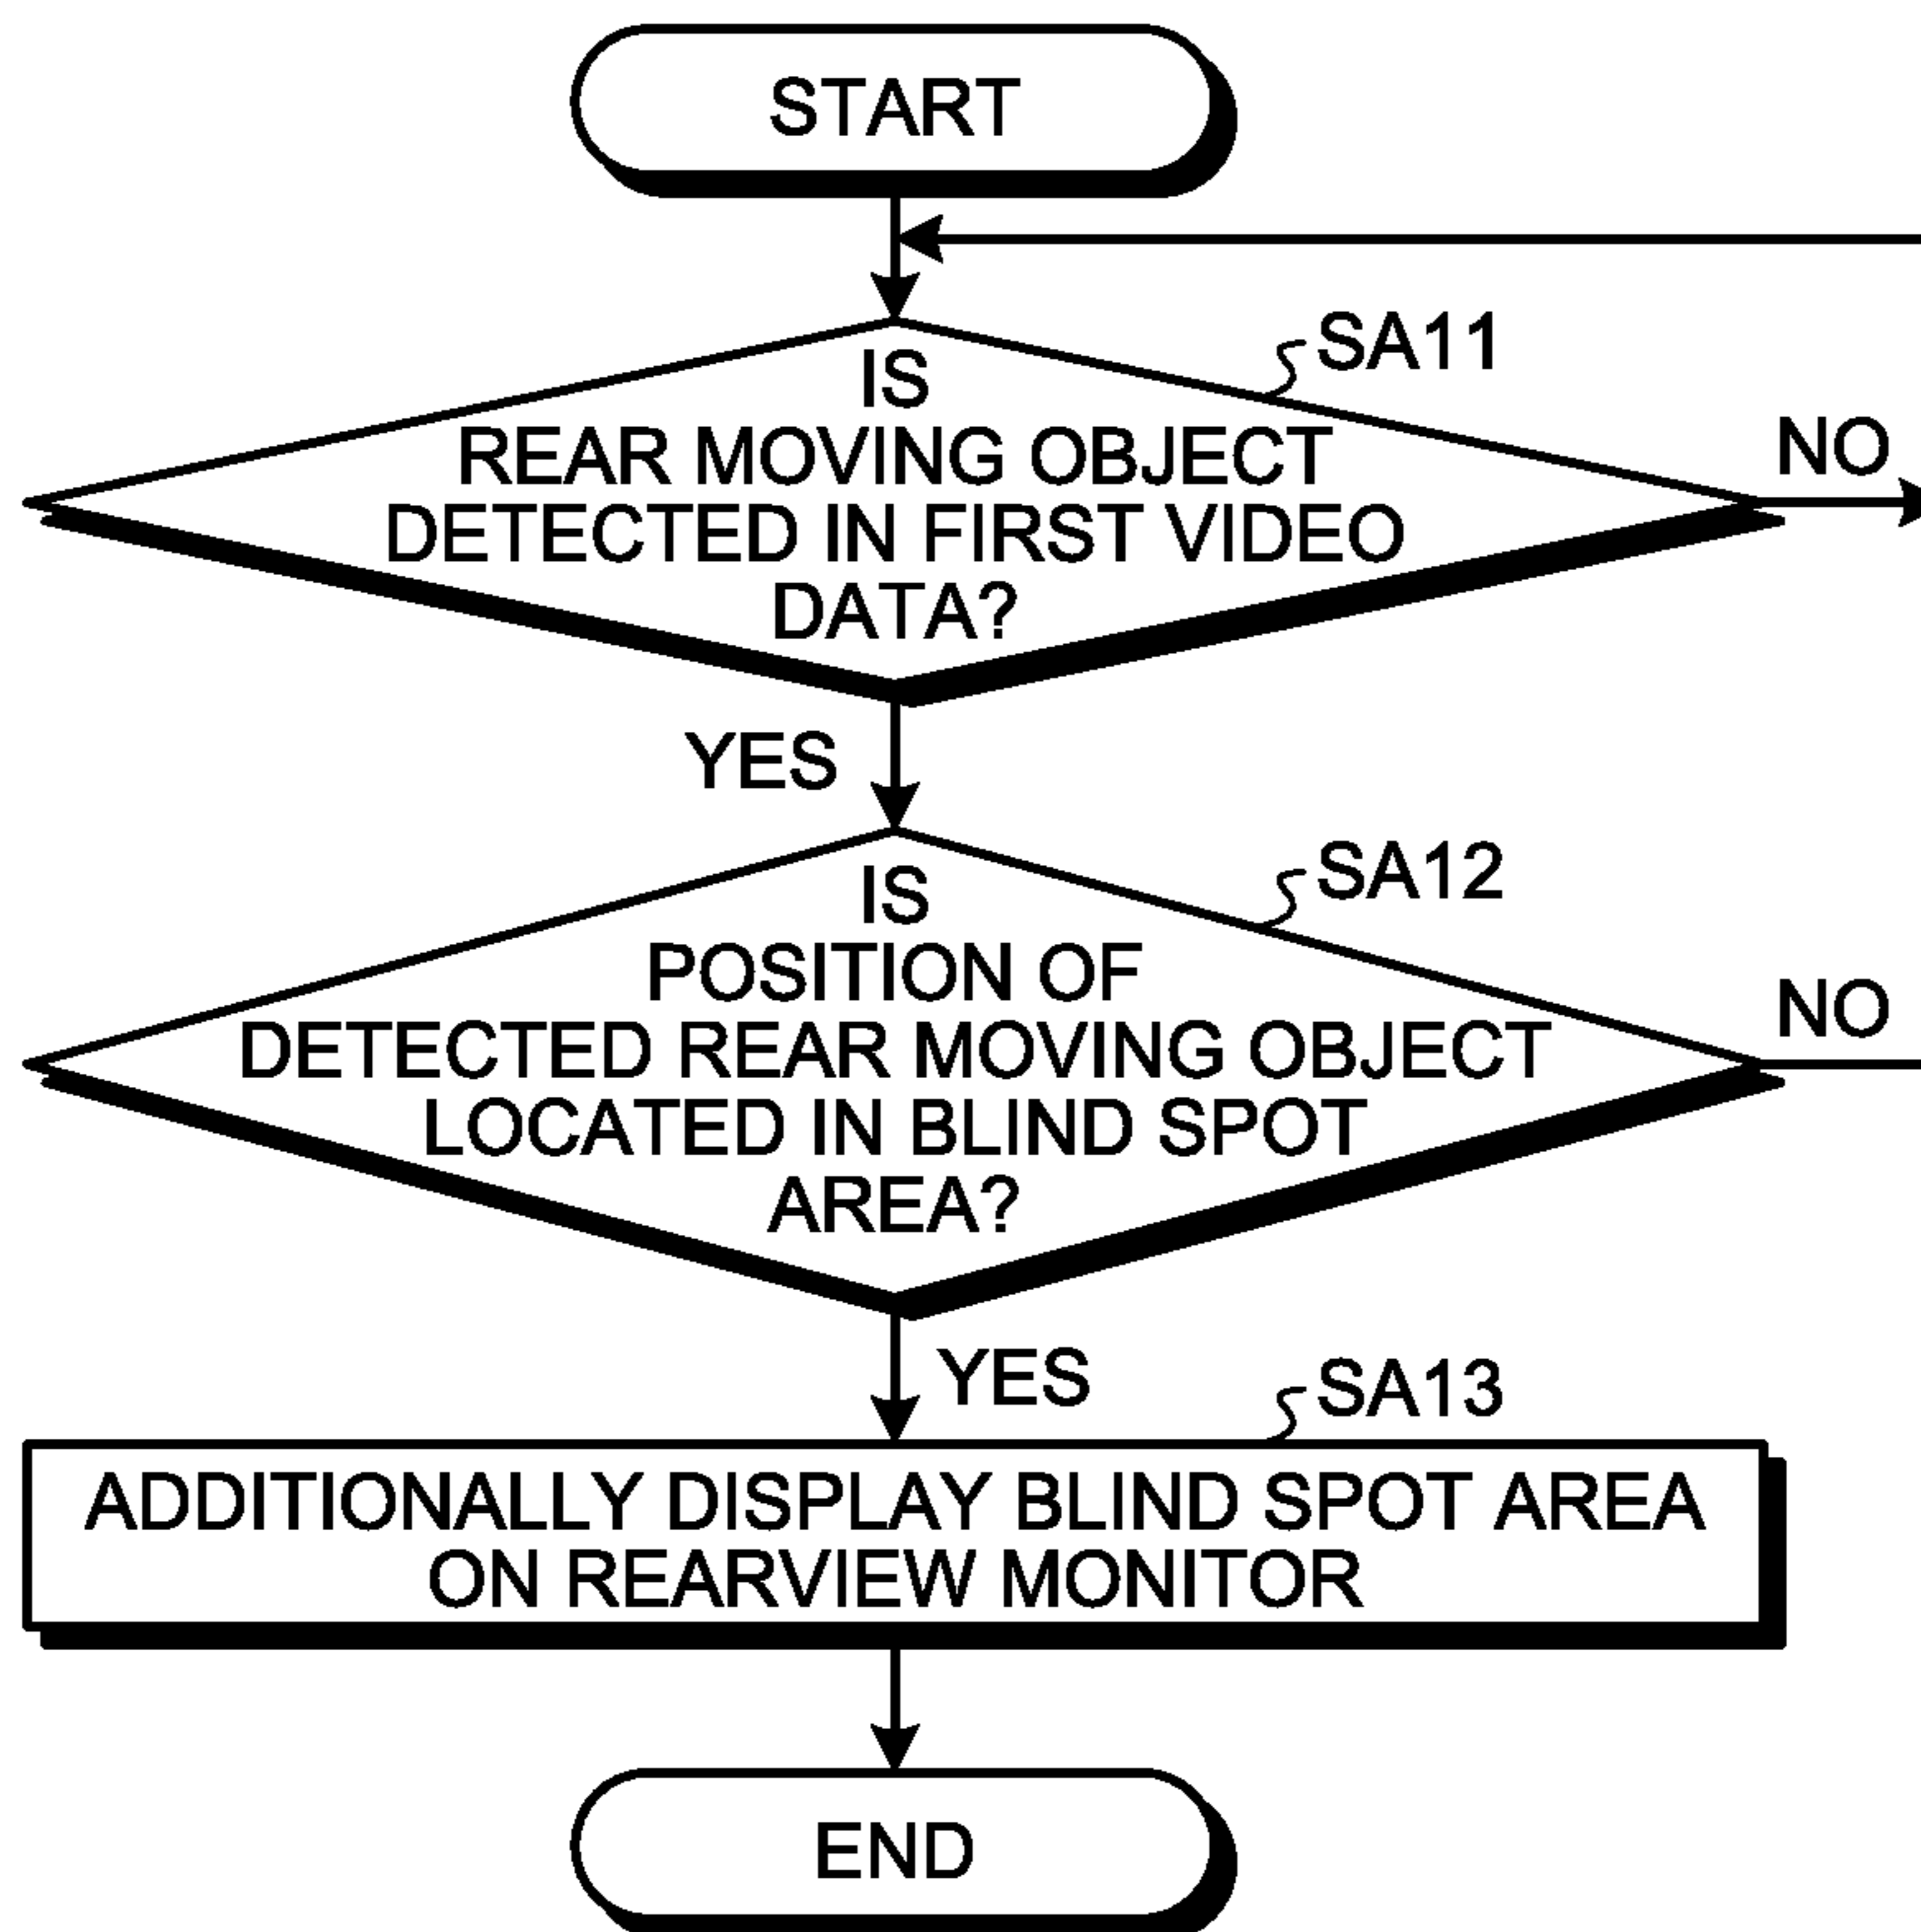 START
SA11
IS
REAR MOVING OBJECT
DETECTED IN FIRST VIDEO
DATA?
NO
YES
SA12
IS
POSITION OF
DETECTED REAR MOVING OBJECT
LOCATED IN BLIND SPOT
AREA?
NO
YES
SA13
ADDITIONALLY DISPLAY BLIND SPOT AREA
ON REARVIEW MONITOR
END